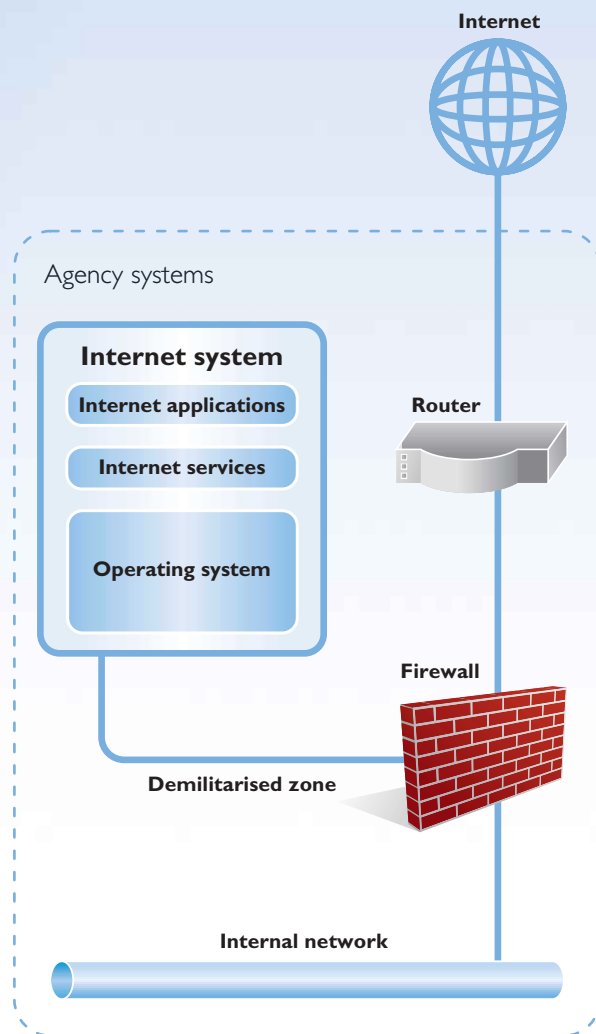 Internet
Agency systems
Internet system
Internet applications
Internet services
Operating system
Router
Firewall
Demilitarised zone
Internal network